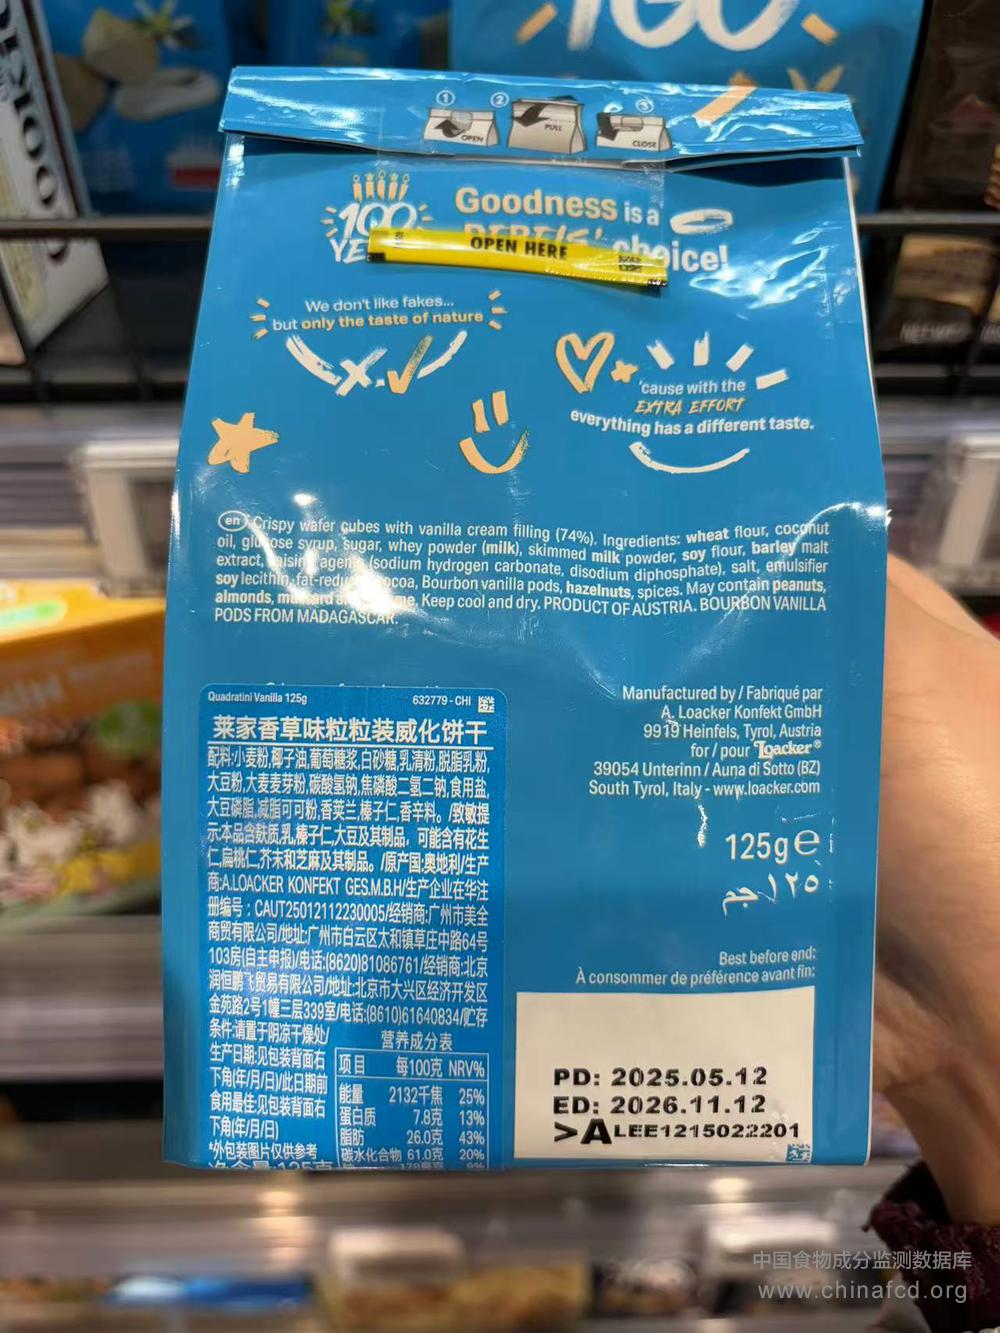 1 OPEN
2 PULL
3 CLOSE
100
YE
Goodness is a
choice!
OPEN HERE
We don't like fakes...
but only the taste of nature
'cause with the
EXTRA EFFORT
everything has a different taste.
en Crispy wafer cubes with vanilla cream filling (74%). Ingredients: wheat flour, coconut
oil, glucose syrup, sugar, whey powder (milk), skimmed milk powder, soy flour, barley malt
extract, raising agents (sodium hydrogen carbonate, disodium diphosphate), salt, emulsifier
soy lecithin, fat-reduced cocoa, Bourbon vanilla pods, hazelnuts, spices. May contain peanuts,
almonds, mustard Keep cool and dry. PRODUCT OF AUSTRIA. BOURBON VANILLA
PODS FROM MADAGASCAR.
Quadratini Vanilla 125g 632779 - CHI
莱家香草味粒粒装威化饼干
配料:小麦粉,椰子油,葡萄糖浆,白砂糖,乳清粉,脱脂乳粉,
大豆粉,大麦麦芽粉,碳酸氢钠,焦磷酸二氢二钠,食用盐,
大豆磷脂,减脂可可粉,香荚兰,榛子仁,香辛料。/致敏提
示:本品含麸质,乳,榛子仁,大豆及其制品，可能含有花生
仁,扁桃仁,芥末和芝麻及其制品。/原产国:奥地利/生产
商:A.LOACKER KONFEKT GES.M.B.H/生产企业在华注
册编号：CAUT25012112230005/经销商:广州市美全
商贸有限公司/地址:广州市白云区太和镇草庄中路64号
103房(自主申报)/电话:(8620)81086761/经销商:北京
润恒鹏飞贸易有限公司/地址:北京市大兴区经济开发区
金苑路2号1幢三层339室/电话:(8610)61640834/贮存
条件:请置于阴凉干燥处/
生产日期:见包装背面右
下角(年/月/日)/此日期前
食用最佳:见包装背面右
下角(年/月/日)
*外包装图片仅供参考
净含量:125克
营养成分表
项目 每100克 NRV%
能量 2132千焦 25%
蛋白质 7.8克 13%
脂肪 26.0克 43%
碳水化合物 61.0克 20%
Manufactured by / Fabriqué par
A. Loacker Konfekt GmbH
9919 Heinfels, Tyrol, Austria
for / pour Loacker®
39054 Unterinn / Auna di Sotto (BZ)
South Tyrol, Italy - www.loacker.com
125g℮
١٢٥
Best before end:
À consommer de préférence avant fin:
PD: 2025.05.12
ED: 2026.11.12
>A LEE1215022201
中国食物成分监测数据库
www.chinafcd.org